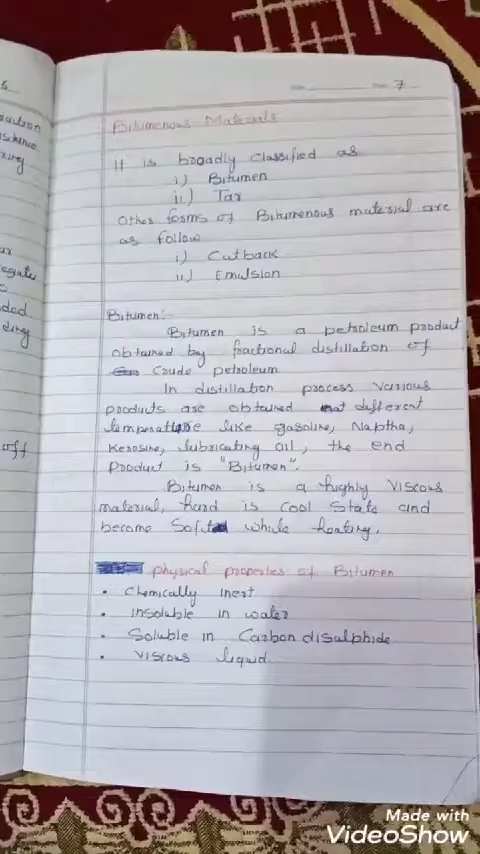 6
7
Bitumenous Materials
It is broadly classified as
i) Bitumen
ii) Tar
Other forms of Bitumenous material are
as follow
i) Cutback
ii) Emulsion
Bitumen:-
Bitumen is a petroleum product
obtained by fractional distillation of
crude petroleum
In distillation process various
products are obtained at different
temperature like gasoline, Naptha,
Kerosine, lubricating oil, the end
Product is "Bitumen".
Bitumen is a highly viscous
material, hard is cool state and
become Soft while heating.
physical properties of Bitumen
• Chemically inert
• Insoluble in water
• Soluble in Carbon disulphide
• Viscous liquid.
off
Made with
VideoShow